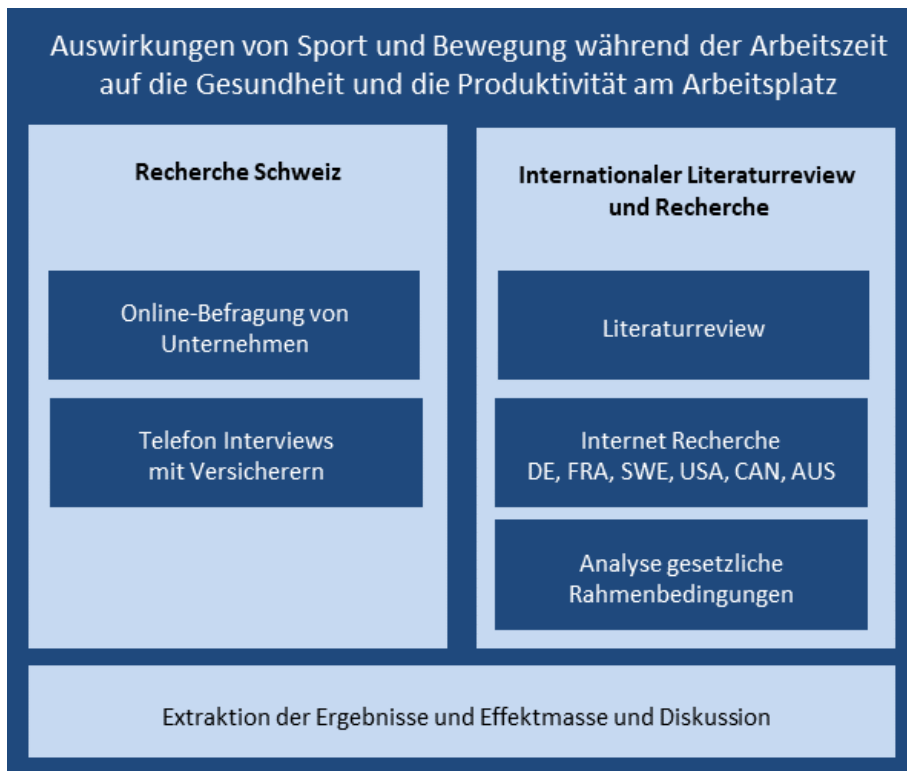 Auswirkungen von Sport und Bewegung während der Arbeitszeit
auf die Gesundheit und die Produktivität am Arbeitsplatz
Recherche Schweiz
Online-Befragung von
Unternehmen
Telefon Interviews
mit Versicherern
Internationaler Literaturreview
und Recherche
Literaturreview
Internet Recherche
DE, FRA, SWE, USA, CAN, AUS
Analyse gesetzliche
Rahmenbedingungen
Extraktion der Ergebnisse und Effektmasse und Diskussion